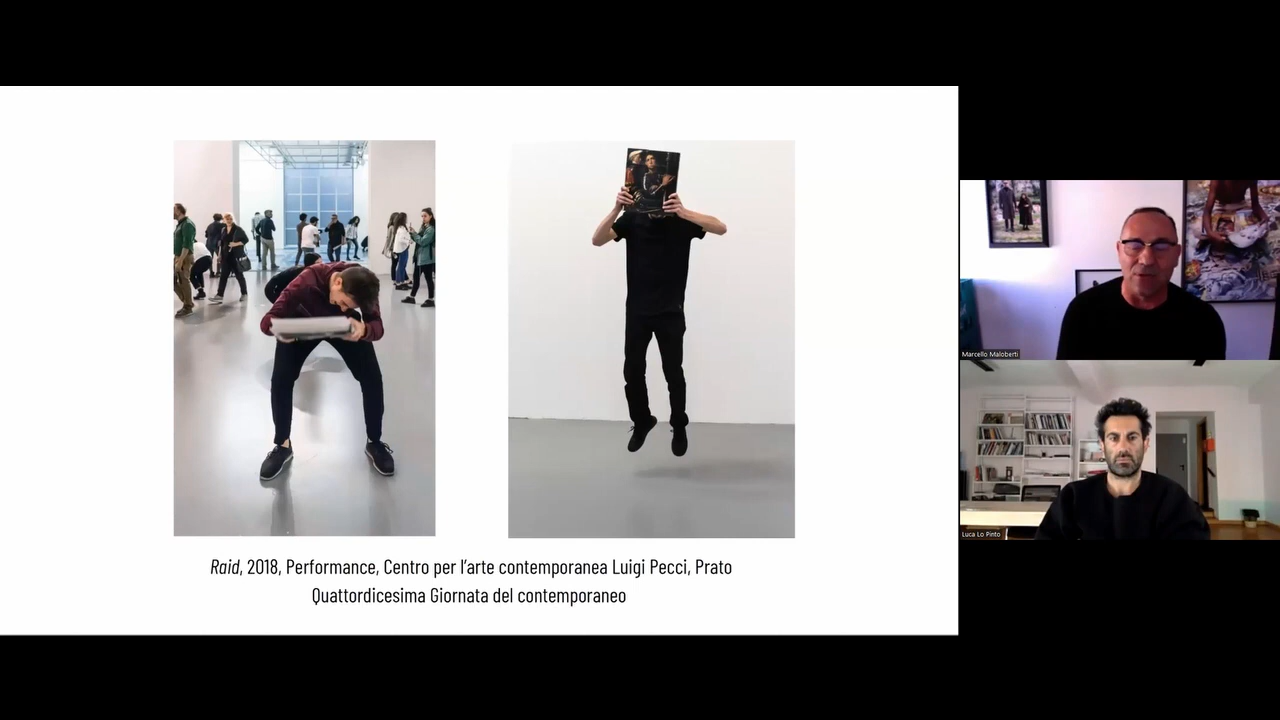 Raid, 2018, Performance, Centro per l'arte contemporanea Luigi Pecci, Prato
Quattordicesima Giornata del contemporaneo
Marcello Maloberti
Luca Lo Pinto